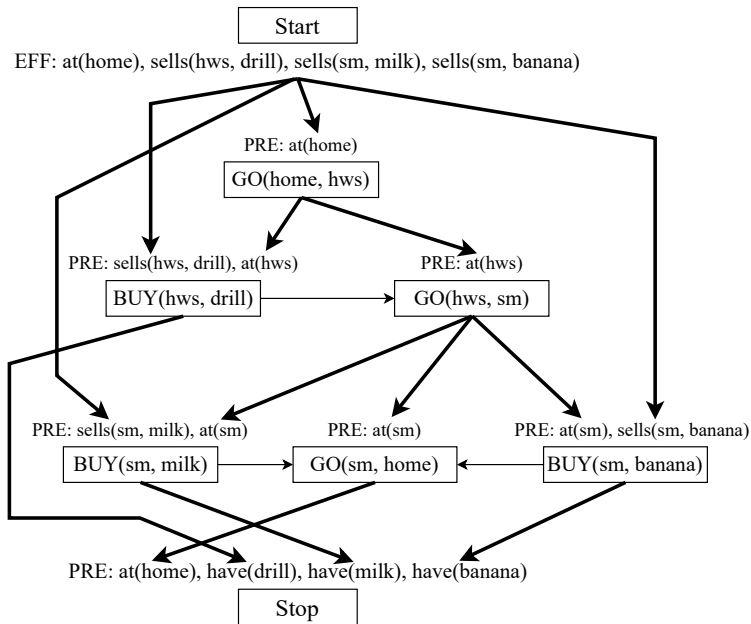 Start
EFF: at(home), sells(hws, drill), sells(sm, milk), sells(sm, banana)
PRE: at(home)
GO(home, hws)
PRE: sells(hws, drill), at(hws)
PRE: at(hws)
BUY(hws, drill)
GO(hws, sm)
PRE: sells(sm, milk), at(sm)
PRE: at(sm)
PRE: at(sm), sells(sm, banana)
BUY(sm, milk)
GO(sm, home)
BUY(sm, banana)
PRE: at(home), have(drill), have(milk), have(banana)
Stop